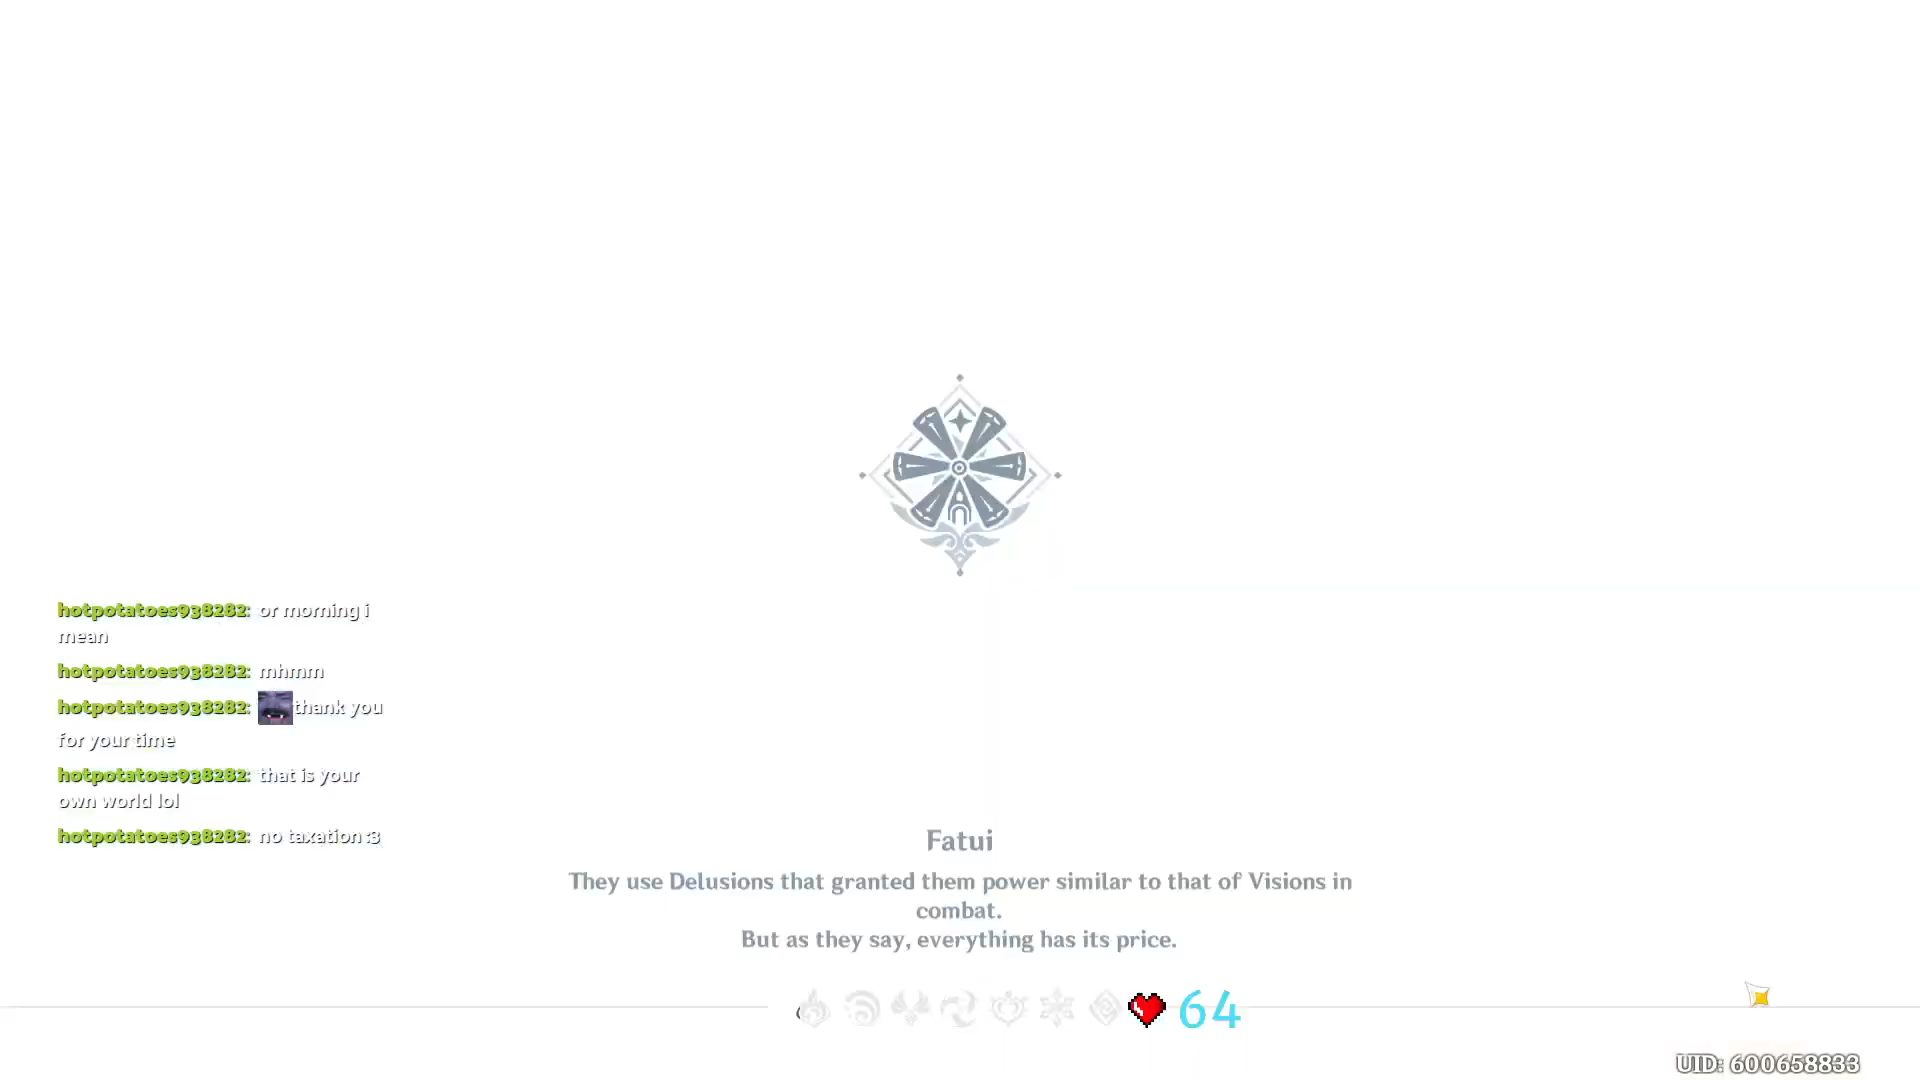 hotpotatoes938282: or morning i
mean
hotpotatoes938282: mhmm
hotpotatoes938282: thank you
for your time
hotpotatoes938282: that is your
own world lol
hotpotatoes938282: no taxation :3
Fatui
They use Delusions that granted them power similar to that of Visions in
combat.
But as they say, everything has its price.
64
UID: 600658833